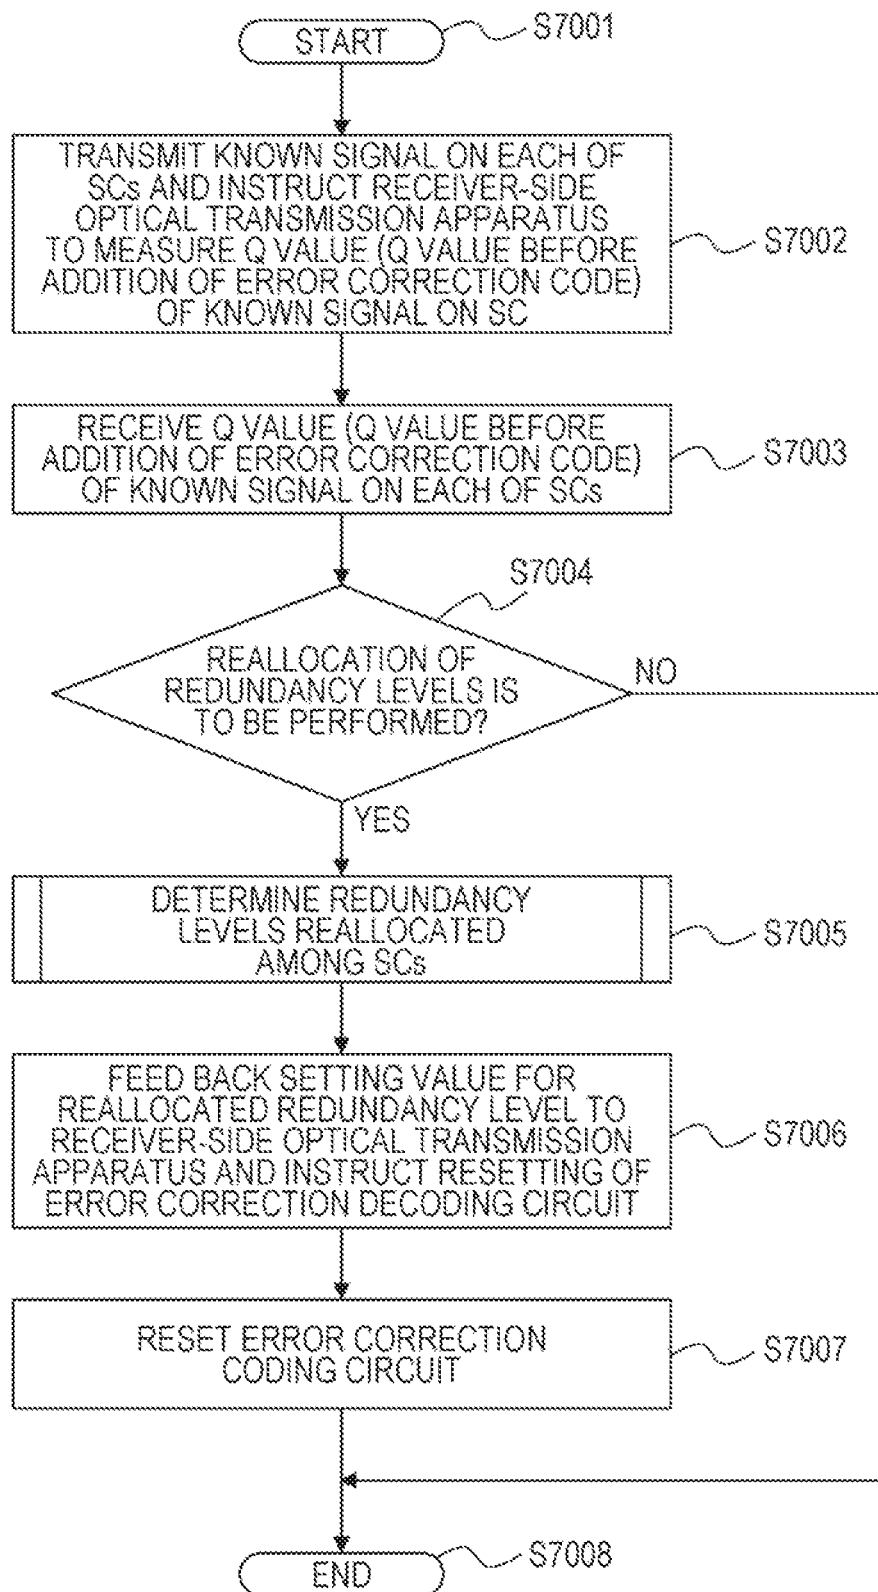 START
S7001
TRANSMIT KNOWN SIGNAL ON EACH OF
SCs AND INSTRUCT RECEIVER-SIDE
OPTICAL TRANSMISSION APPARATUS
TO MEASURE Q VALUE (Q VALUE BEFORE
ADDITION OF ERROR CORRECTION CODE)
OF KNOWN SIGNAL ON SC
S7002
RECEIVE Q VALUE (Q VALUE BEFORE
ADDITION OF ERROR CORRECTION CODE)
OF KNOWN SIGNAL ON EACH OF SCs
S7003
S7004
REALLOCATION OF
REDUNDANCY LEVELS IS
TO BE PERFORMED?
NO
YES
DETERMINE REDUNDANCY
LEVELS REALLOCATED
AMONG SCs
S7005
FEED BACK SETTING VALUE FOR
REALLOCATED REDUNDANCY LEVEL TO
RECEIVER-SIDE OPTICAL TRANSMISSION
APPARATUS AND INSTRUCT RESETTING OF
ERROR CORRECTION DECODING CIRCUIT
S7006
RESET ERROR CORRECTION
CODING CIRCUIT
S7007
END
S7008